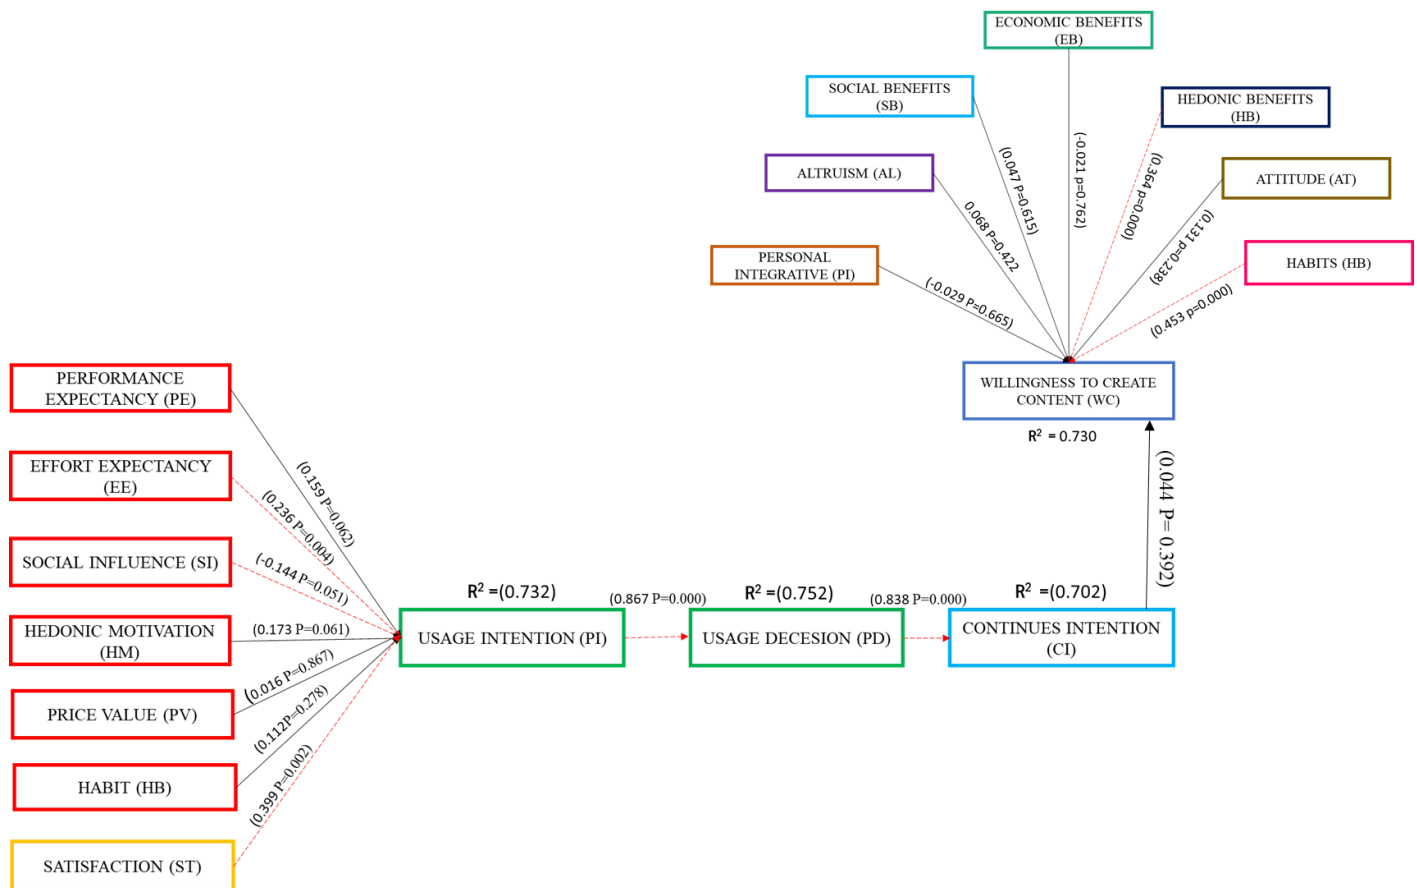 ECONOMIC BENEFITS
(EB)
SOCIAL BENEFITS
(SB)
HEDONIC BENEFITS
(HB)
ALTRUISM (AL)
ATTITUDE (AT)
PERSONAL
INTEGRATIVE (PI)
HABITS (HB)
(-0.029 P=0.665)
0.068 P=0.422
(0.047 P=0.615)
(-0.021 p=0.762)
(0.364 p=0.000)
(0.131 p=0.238)
(0.453 p=0.000)
WILLINGNESS TO CREATE
CONTENT (WC)
R² = 0.730
(0.044 P= 0.392)
PERFORMANCE
EXPECTANCY (PE)
EFFORT EXPECTANCY
(EE)
SOCIAL INFLUENCE (SI)
HEDONIC MOTIVATION
(HM)
PRICE VALUE (PV)
HABIT (HB)
SATISFACTION (ST)
(0.159 P=0.062)
(0.236 P=0.004)
(-0.144 P=0.051)
(0.173 P=0.061)
(0.016 P=0.867)
(0.112P=0.278)
(0.399 P=0.002)
R² =(0.732)
USAGE INTENTION (PI)
(0.867 P=0.000)
R² =(0.752)
USAGE DECESION (PD)
(0.838 P=0.000)
R² =(0.702)
CONTINUES INTENTION
(CI)